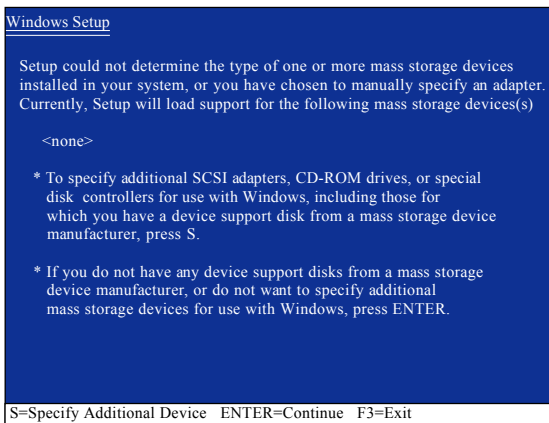 Windows Setup
Setup could not determine the type of one or more mass storage devices
installed in your system, or you have chosen to manually specify an adapter.
Currently, Setup will load support for the following mass storage devices(s)
<none>
* To specify additional SCSI adapters, CD-ROM drives, or special
disk controllers for use with Windows, including those for
which you have a device support disk from a mass storage device
manufacturer, press S.
* If you do not have any device support disks from a mass storage
device manufacturer, or do not want to specify additional
mass storage devices for use with Windows, press ENTER.
S=Specify Additional Device ENTER=Continue F3=Exit